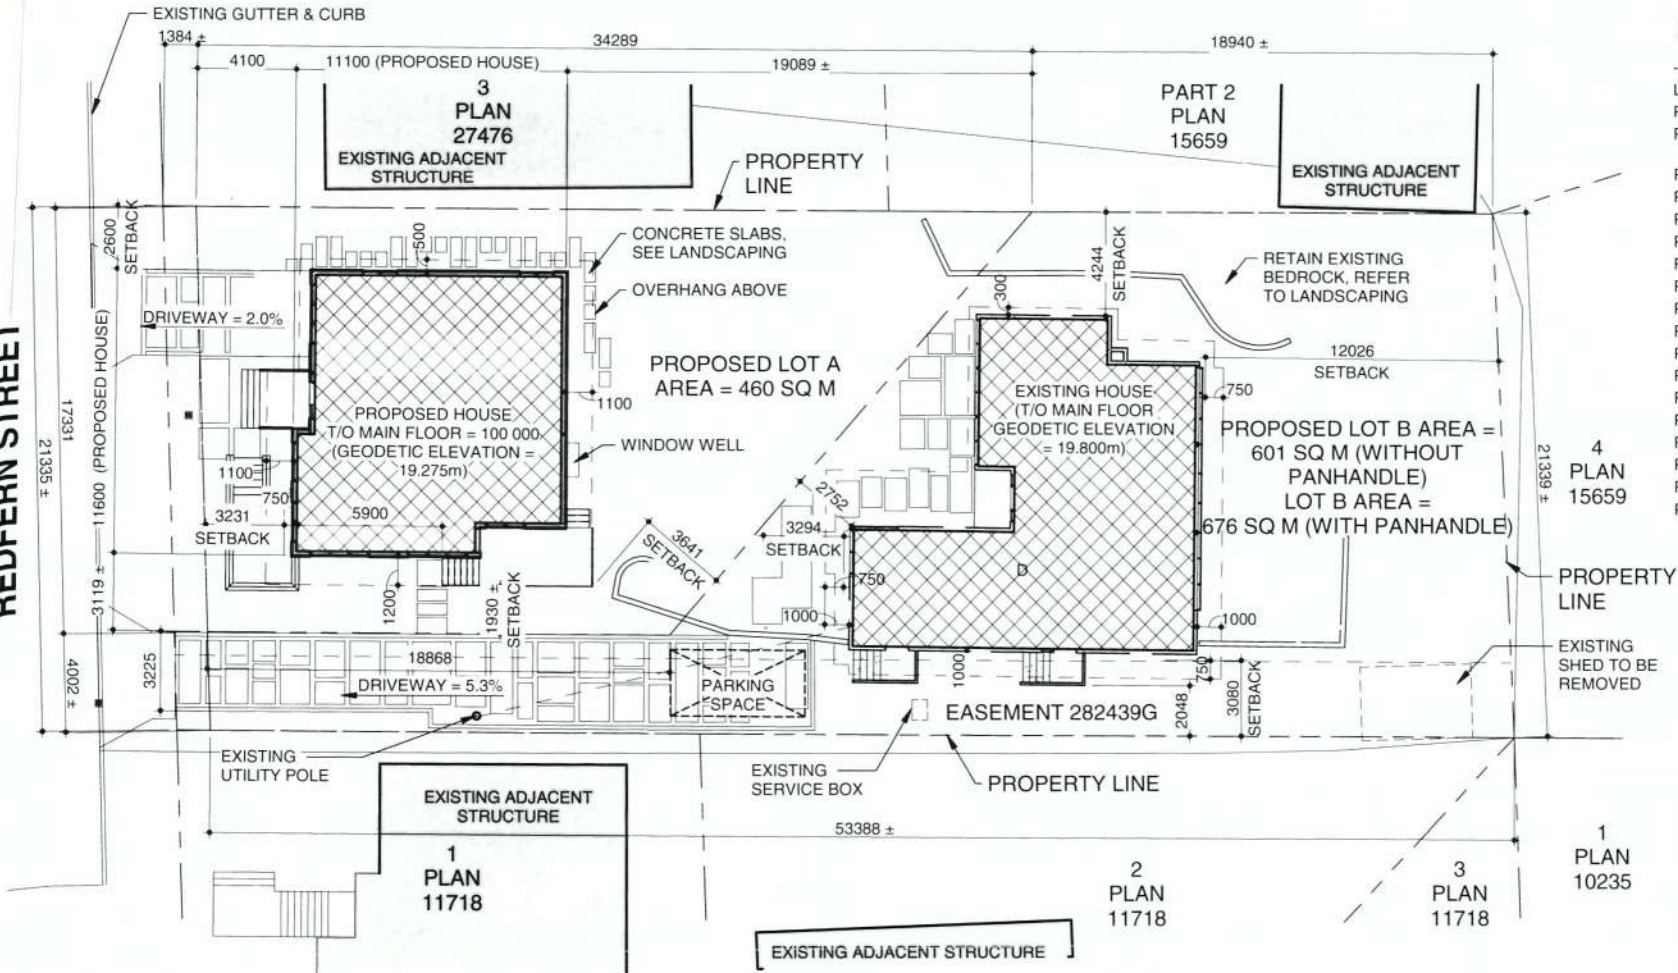 EXISTING GUTTER & CURB
1384 ±
34289
18940 ±
4100
11100 (PROPOSED HOUSE)
19089 ±
3
PLAN
27476
EXISTING ADJACENT
STRUCTURE
PART 2
PLAN
15659
EXISTING ADJACENT
STRUCTURE
PROPERTY
LINE
2600
SETBACK
500
CONCRETE SLABS,
SEE LANDSCAPING
OVERHANG ABOVE
4244
SETBACK
300
RETAIN EXISTING
BEDROCK, REFER
TO LANDSCAPING
DRIVEWAY = 2.0%
REDFERN STREET
21335 ±
17331
11600 (PROPOSED HOUSE)
3119 ±
4002 ±
3225
PROPOSED HOUSE
T/O MAIN FLOOR = 100 000
(GEODETIC ELEVATION =
19.275m)
PROPOSED LOT A
AREA = 460 SQ M
1100
WINDOW WELL
EXISTING HOUSE
(T/O MAIN FLOOR
GEODETIC ELEVATION
= 19.800m)
12026
SETBACK
750
PROPOSED LOT B AREA =
601 SQ M (WITHOUT
PANHANDLE)
LOT B AREA =
676 SQ M (WITH PANHANDLE)
21339 ±
4
PLAN
15659
1100
750
3231
SETBACK
5900
2752
3294
SETBACK
3641
SETBACK
750
1000
D
1200
1930 ±
SETBACK
1000
PROPERTY
LINE
18868
DRIVEWAY = 5.3%
PARKING
SPACE
1000
750
2048
3080
SETBACK
EXISTING
SHED TO BE
REMOVED
EASEMENT 282439G
EXISTING
UTILITY POLE
EXISTING
SERVICE BOX
PROPERTY LINE
EXISTING ADJACENT
STRUCTURE
53388 ±
1
PLAN
11718
2
PLAN
11718
3
PLAN
11718
1
PLAN
10235
EXISTING ADJACENT STRUCTURE